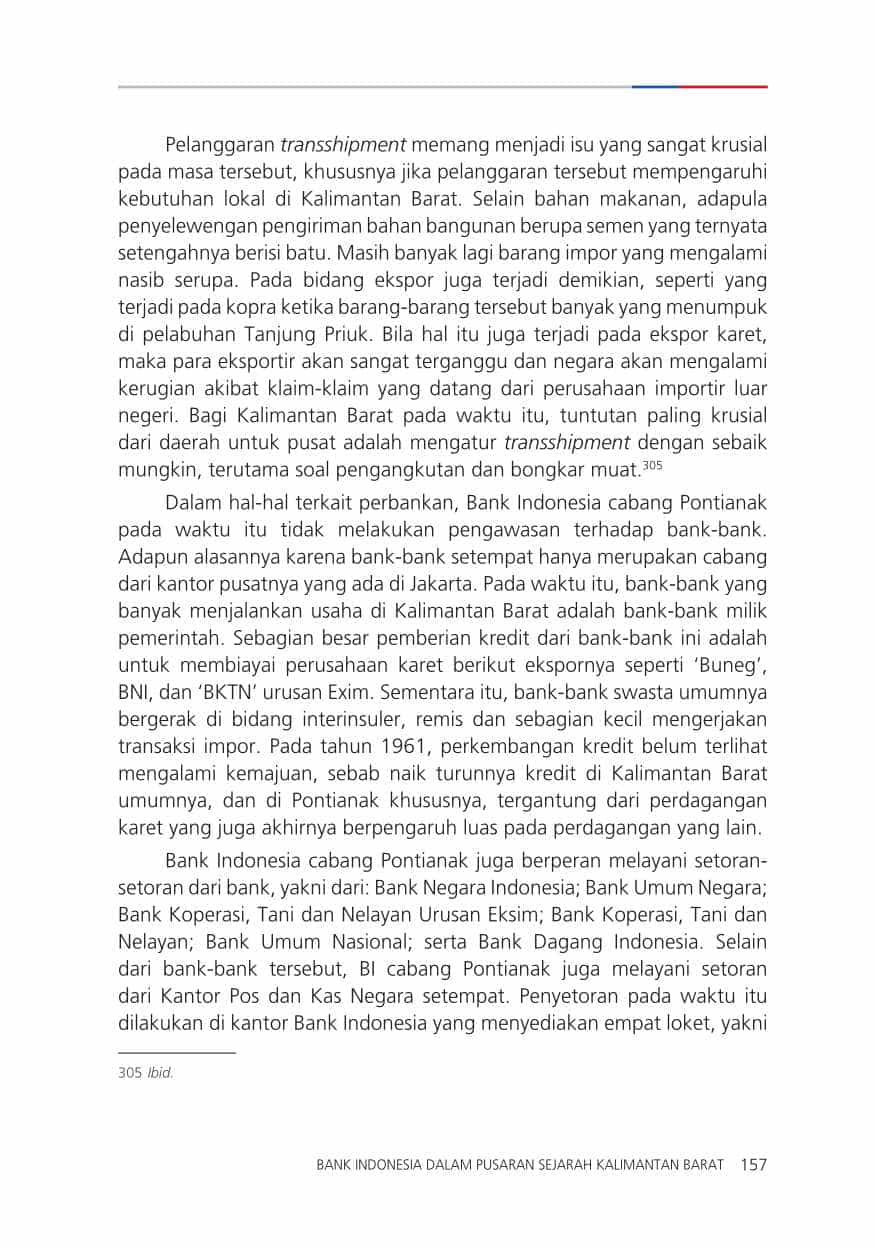 Pelanggaran transshipment memang menjadi isu yang sangat krusial
pada masa tersebut, khususnya jika pelanggaran tersebut mempengaruhi
kebutuhan lokal di Kalimantan Barat. Selain bahan makanan, adapula
penyelewengan pengiriman bahan bangunan berupa semen yang ternyata
setengahnya berisi batu. Masih banyak lagi barang impor yang mengalami
nasib serupa. Pada bidang ekspor juga terjadi demikian, seperti yang
terjadi pada kopra ketika barang-barang tersebut banyak yang menumpuk
di pelabuhan Tanjung Priuk. Bila hal itu juga terjadi pada ekspor karet,
maka para eksportir akan sangat terganggu dan negara akan mengalami
kerugian akibat klaim-klaim yang datang dari perusahaan importir luar
negeri. Bagi Kalimantan Barat pada waktu itu, tuntutan paling krusial
dari daerah untuk pusat adalah mengatur transshipment dengan sebaik
mungkin, terutama soal pengangkutan dan bongkar muat.305
Dalam hal-hal terkait perbankan, Bank Indonesia cabang Pontianak
pada waktu itu tidak melakukan pengawasan terhadap bank-bank.
Adapun alasannya karena bank-bank setempat hanya merupakan cabang
dari kantor pusatnya yang ada di Jakarta. Pada waktu itu, bank-bank yang
banyak menjalankan usaha di Kalimantan Barat adalah bank-bank milik
pemerintah. Sebagian besar pemberian kredit dari bank-bank ini adalah
untuk membiayai perusahaan karet berikut ekspornya seperti ‘Buneg’,
BNI, dan ‘BKTN’ urusan Exim. Sementara itu, bank-bank swasta umumnya
bergerak di bidang interinsuler, remis dan sebagian kecil mengerjakan
transaksi impor. Pada tahun 1961, perkembangan kredit belum terlihat
mengalami kemajuan, sebab naik turunnya kredit di Kalimantan Barat
umumnya, dan di Pontianak khususnya, tergantung dari perdagangan
karet yang juga akhirnya berpengaruh luas pada perdagangan yang lain.
Bank Indonesia cabang Pontianak juga berperan melayani setoran-
setoran dari bank, yakni dari: Bank Negara Indonesia; Bank Umum Negara;
Bank Koperasi, Tani dan Nelayan Urusan Eksim; Bank Koperasi, Tani dan
Nelayan; Bank Umum Nasional; serta Bank Dagang Indonesia. Selain
dari bank-bank tersebut, BI cabang Pontianak juga melayani setoran
dari Kantor Pos dan Kas Negara setempat. Penyetoran pada waktu itu
dilakukan di kantor Bank Indonesia yang menyediakan empat loket, yakni
305 Ibid.
BANK INDONESIA DALAM PUSARAN SEJARAH KALIMANTAN BARAT 157